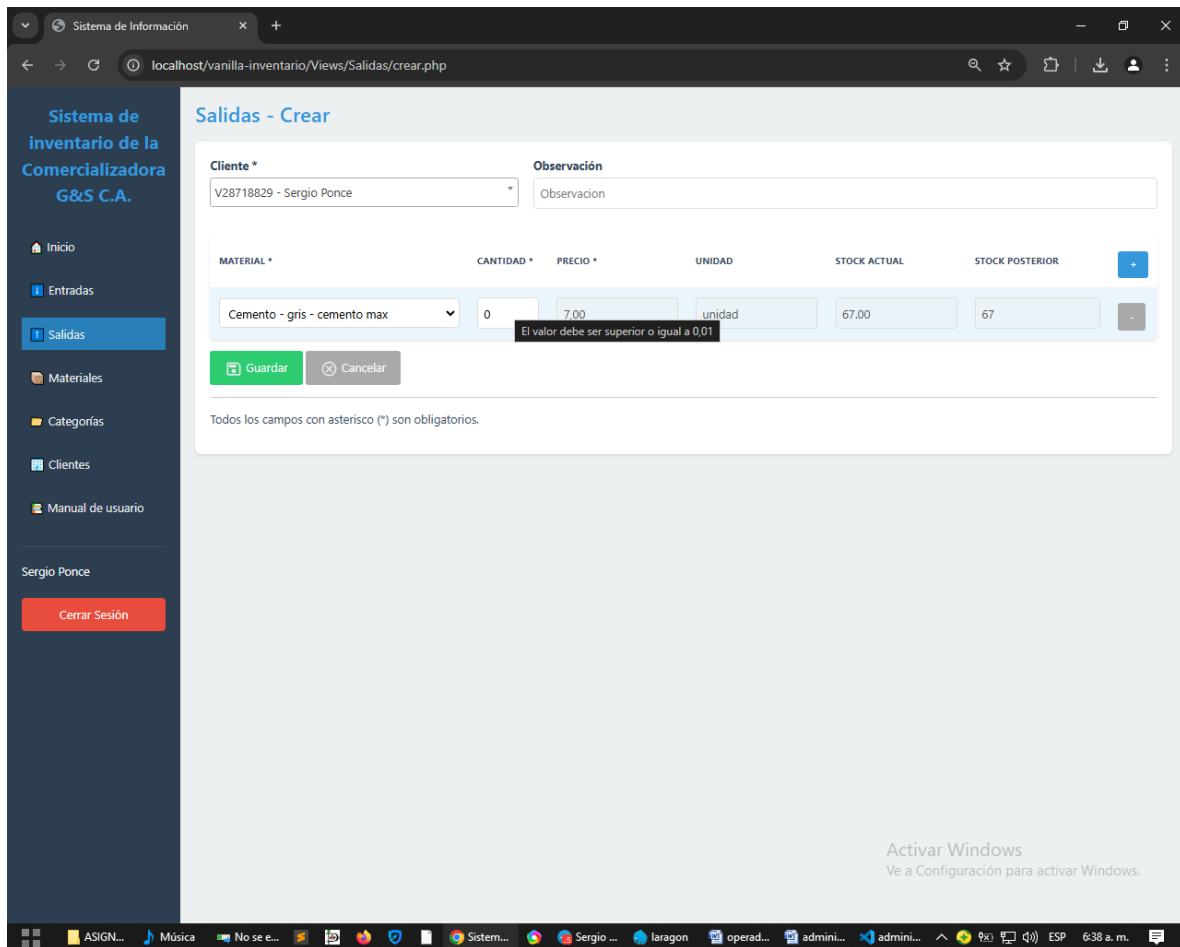 Sistema de Información
localhost/vanilla-inventario/Views/Salidas/crear.php
Sistema de
inventario de la
Comercializadora
G&S C.A.
Inicio
Entradas
Salidas
Materiales
Categorías
Clientes
Manual de usuario
Sergio Ponce
Cerrar Sesión
Salidas - Crear
Cliente * Observación
V28718829 - Sergio Ponce Observacion
MATERIAL * CANTIDAD * PRECIO * UNIDAD STOCK ACTUAL STOCK POSTERIOR +
Cemento - gris - cemento max 0 7,00 unidad 67.00 67 -
El valor debe ser superior o igual a 0,01
Guardar Cancelar
Todos los campos con asterisco (*) son obligatorios.
Activar Windows
Ve a Configuración para activar Windows.
ASIGN... Música No se e... Sistem... Sergio ... laragon operad... admini... admini... ESP 6:38 a. m.